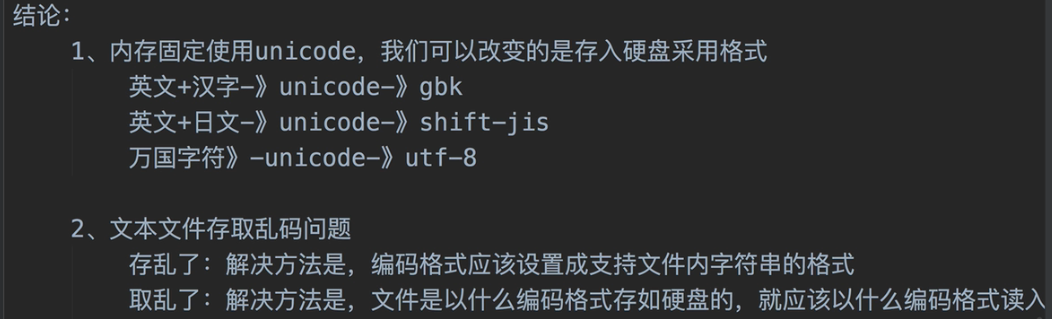 结论:
1、内存固定使用unicode，我们可以改变的是存入硬盘采用格式
英文+汉字-》unicode-》gbk
英文+日文-》unicode-》shift-jis
万国字符》-unicode-》utf-8
2、文本文件存取乱码问题
存乱了: 解决方法是，编码格式应该设置成支持文件内字符串的格式
取乱了: 解决方法是，文件是以什么编码格式存如硬盘的，就应该以什么编码格式读入